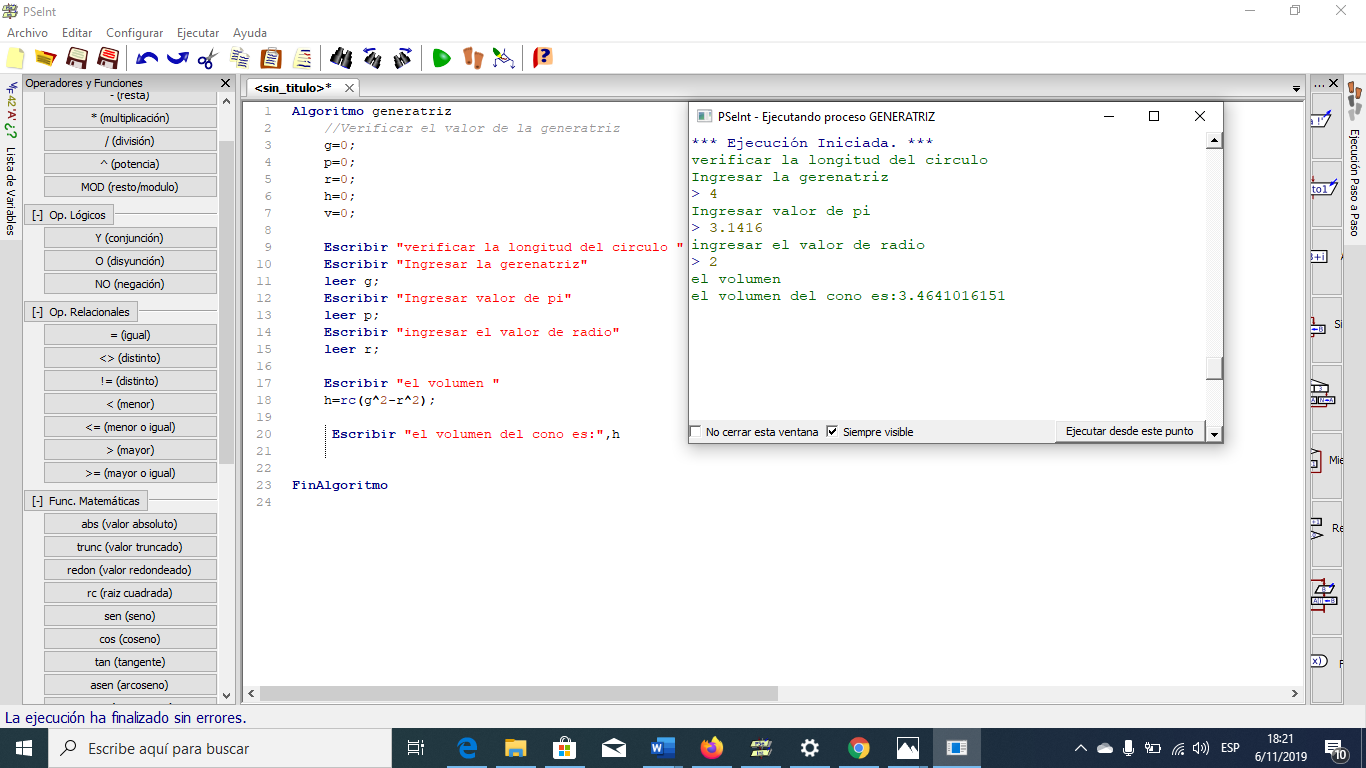 PSeInt
Archivo Editar Configurar Ejecutar Ayuda
Operadores y Funciones
- (resta)
* (multiplicación)
/ (división)
^ (potencia)
MOD (resto/modulo)
[-] Op. Lógicos
Y (conjunción)
O (disyunción)
NO (negación)
[-] Op. Relacionales
= (igual)
<> (distinto)
!= (distinto)
< (menor)
<= (menor o igual)
> (mayor)
>= (mayor o igual)
[-] Func. Matemáticas
abs (valor absoluto)
trunc (valor truncado)
redon (valor redondeado)
rc (raiz cuadrada)
sen (seno)
cos (coseno)
tan (tangente)
asen (arcoseno)
Lista de Variables
<sin_titulo>*
1 Algoritmo generatriz
2 //Verificar el valor de la generatriz
3 g=0;
4 p=0;
5 r=0;
6 h=0;
7 v=0;
8
9 Escribir "verificar la longitud del circulo "
10 Escribir "Ingresar la gerenatriz"
11 leer g;
12 Escribir "Ingresar valor de pi"
13 leer p;
14 Escribir "ingresar el valor de radio"
15 leer r;
16
17 Escribir "el volumen "
18 h=rc(g^2-r^2);
19
20 Escribir "el volumen del cono es:",h
21
22
23 FinAlgoritmo
24
PSeInt - Ejecutando proceso GENERATRIZ
*** Ejecución Iniciada. ***
verificar la longitud del circulo
Ingresar la gerenatriz
> 4
Ingresar valor de pi
> 3.1416
ingresar el valor de radio
> 2
el volumen
el volumen del cono es:3.4641016151
No cerrar esta ventana Siempre visible Ejecutar desde este punto
Ejecución Paso a Paso
La ejecución ha finalizado sin errores.
Escribe aquí para buscar
ESP
18:21
6/11/2019
10